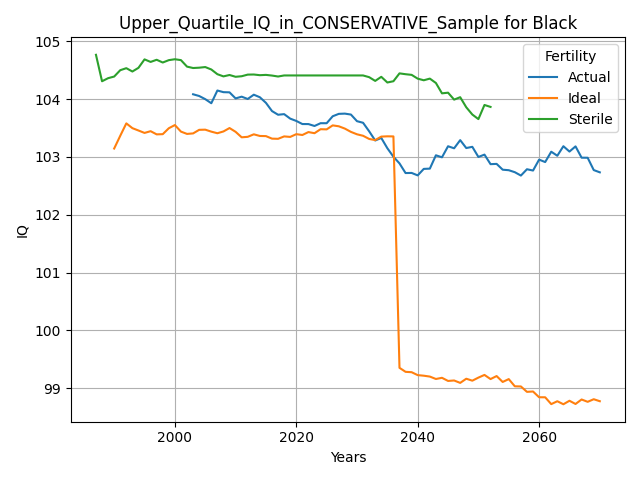 Upper_Quartile_IQ_in_CONSERVATIVE_Sample for Black
105
104
103
102
101
100
99
IQ
2000
2020
2040
2060
Years
Fertility
Actual
Ideal
Sterile